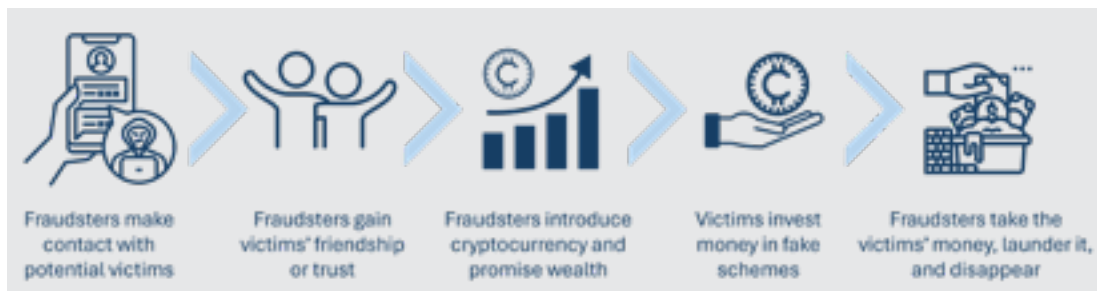 Fraudsters make
contact with
potential victims
Fraudsters gain
victims' friendship
or trust
Fraudsters introduce
cryptocurrency and
promise wealth
Victims invest
money in fake
schemes
Fraudsters take the
victims' money, launder it,
and disappear